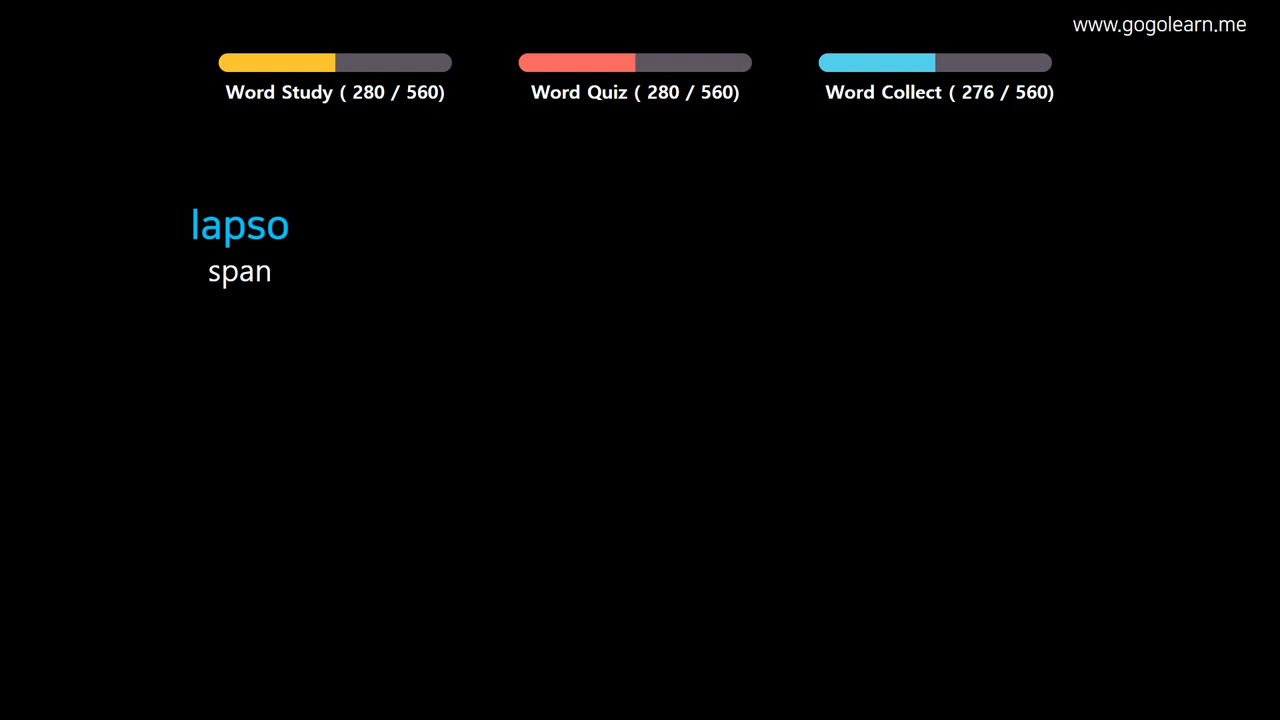 www.gogolearn.me
Word Study ( 280 / 560)
Word Quiz ( 280 / 560)
Word Collect ( 276 / 560)
lapso
span